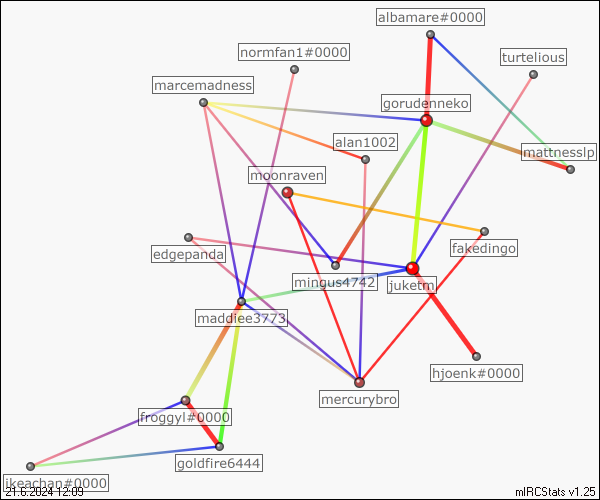 albamare#0000
normfan1#0000
turtelious
marcemadness
gorudenneko
alan1002
mattnesslp
moonraven
edgepanda
fakedingo
mingus4742
juketm
maddiee3773
hjoenk#0000
mercurybro
froggyl#0000
goldfire6444
ikeachan#0000
21.6.2024 12:09
mIRCStats v1.25